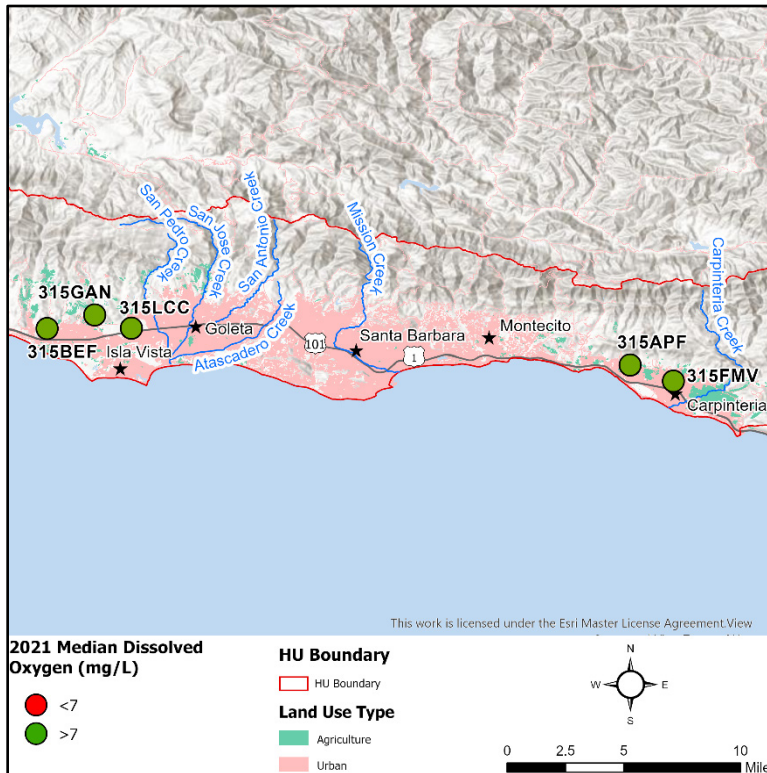 San Pedro Creek
San Jose Creek
San Antonio Creek
Mission Creek
Carpinteria Creek
315GAN
315LCC
315BEF
Isla Vista
Goleta
Atascadero Creek
101
Santa Barbara
1
Montecito
315APF
315FMV
Carpinteria
This work is licensed under the Esri Master License Agreement.View
2021 Median Dissolved
Oxygen (mg/L)
<7
>7
HU Boundary
HU Boundary
Land Use Type
Agriculture
Urban
N
W
E
S
0 2.5 5 10
Mile